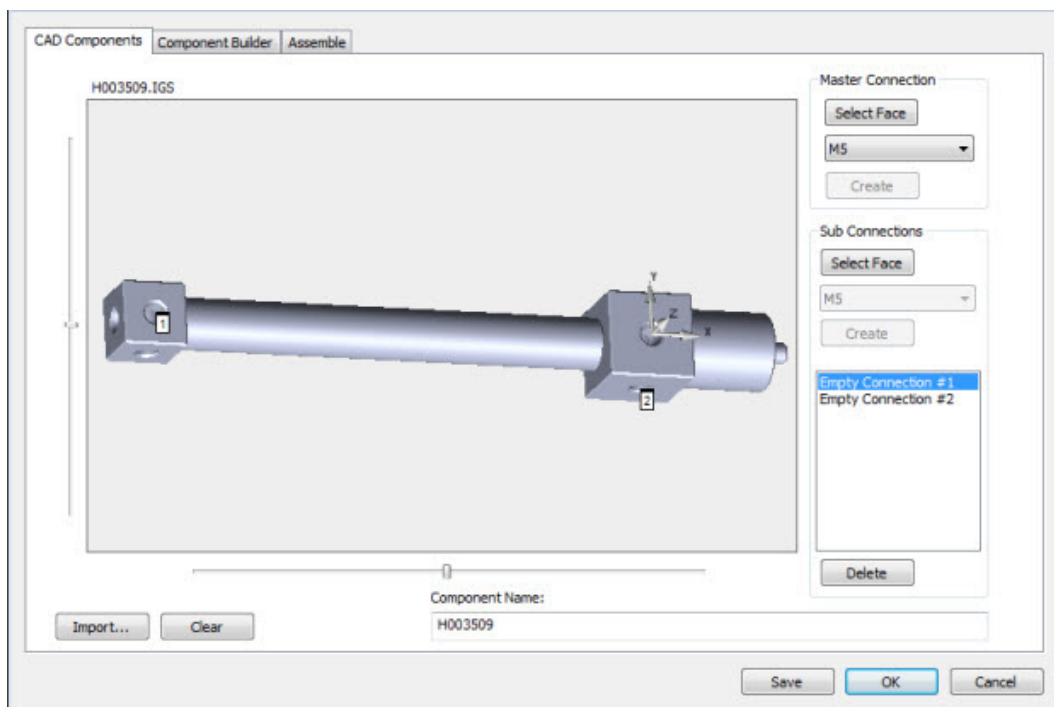 CAD Components Component Builder Assemble
H003509.IGS
Master Connection
Select Face
M5
Create
Sub Connections
Select Face
M5
Create
Empty Connection #1
Empty Connection #2
Delete
Y
Z
X
1
2
Component Name:
H003509
Import... Clear
Save OK Cancel